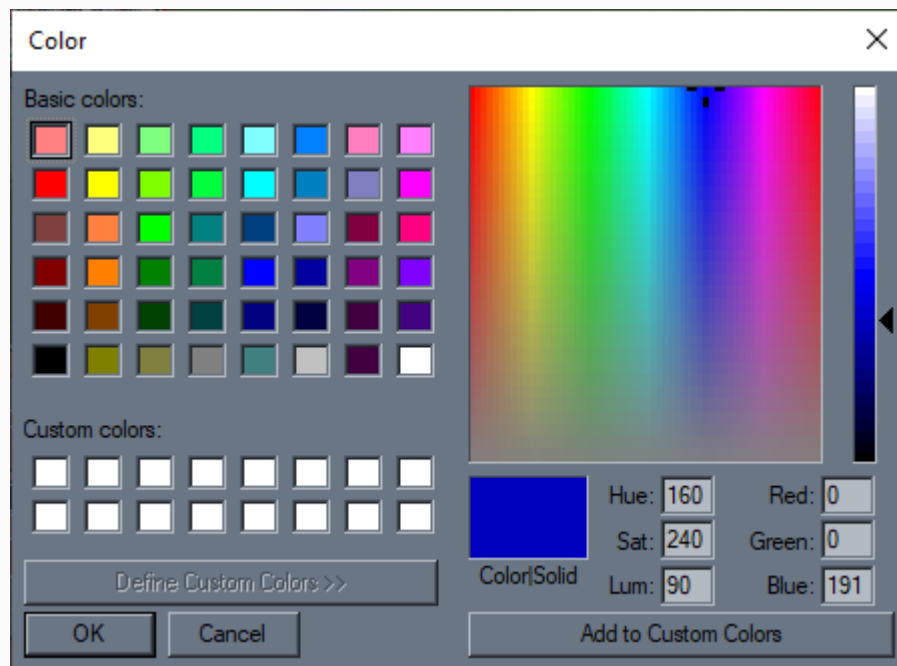 Color
Basic colors:
Custom colors:
Define Custom Colors >>
OK Cancel
Color|Solid
Hue: 160 Red: 0
Sat: 240 Green: 0
Lum: 90 Blue: 191
Add to Custom Colors